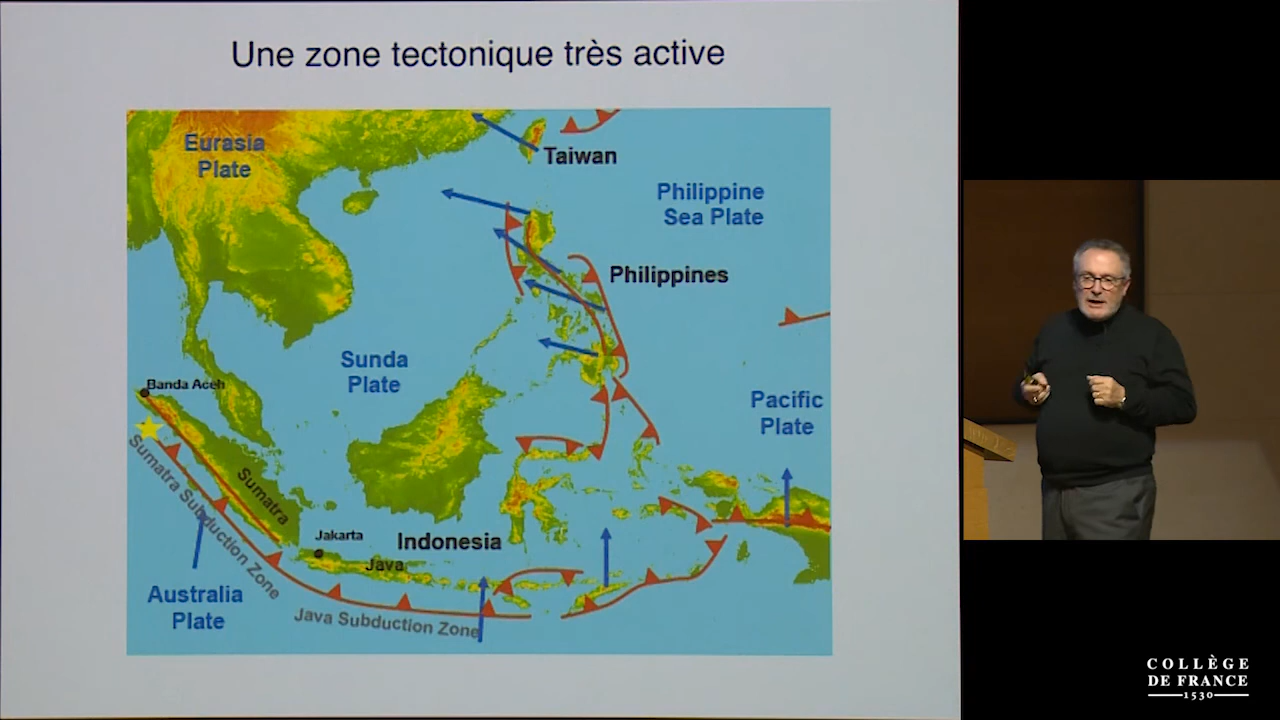 Une zone tectonique très active
Eurasia
Plate
Taiwan
Philippine
Sea Plate
Philippines
Sunda
Plate
Banda Aceh
Pacific
Plate
Sumatra Subduction Zone
Sumatra
Jakarta
Indonesia
Java
Australia
Plate
Java Subduction Zone
COLLÈGE
DE FRANCE
1530